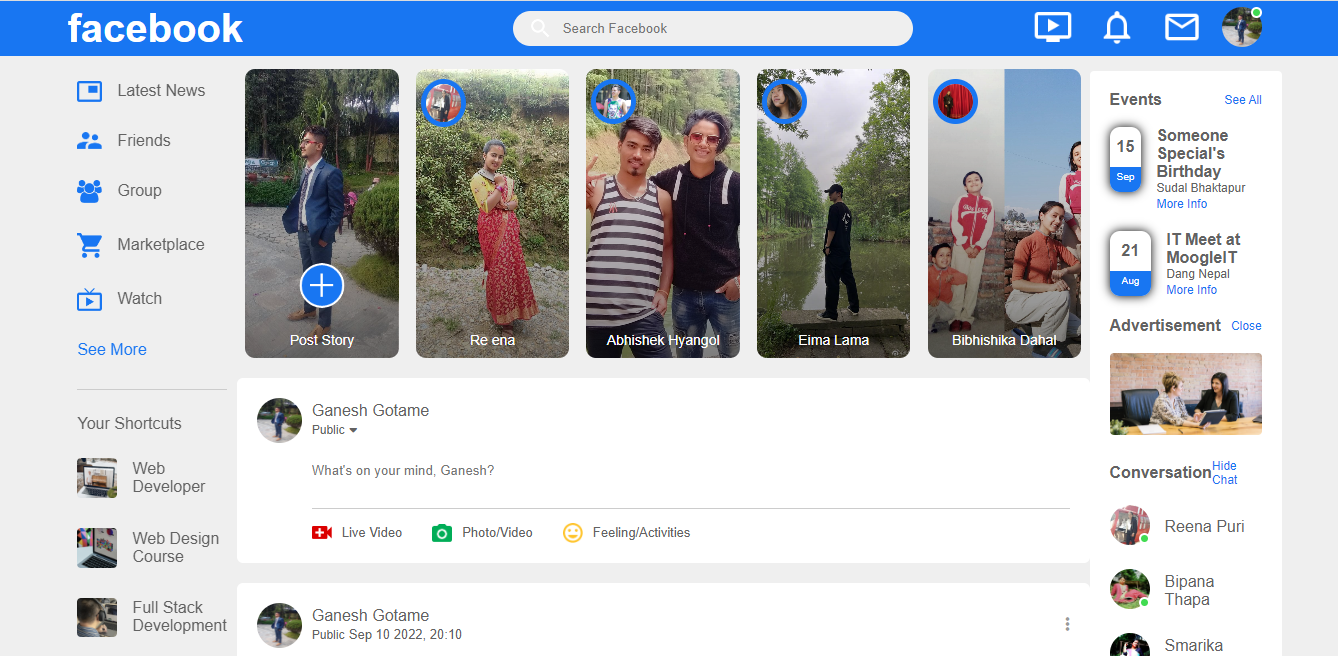 facebook
Search Facebook
Latest News
Friends
Group
Marketplace
Watch
See More
Your Shortcuts
Web
Developer
Web Design
Course
Full Stack
Development
Post Story
Re ena
Abhishek Hyangol
Eima Lama
Bibhishika Dahal
Ganesh Gotame
Public
What's on your mind, Ganesh?
Live Video
Photo/Video
Feeling/Activities
Ganesh Gotame
Public Sep 10 2022, 20:10
Events
See All
15
Sep
Someone
Special's
Birthday
Sudal Bhaktapur
More Info
21
Aug
IT Meet at
MoogleIT
Dang Nepal
More Info
Advertisement
Close
Conversation
Hide
Chat
Reena Puri
Bipana
Thapa
Smarika